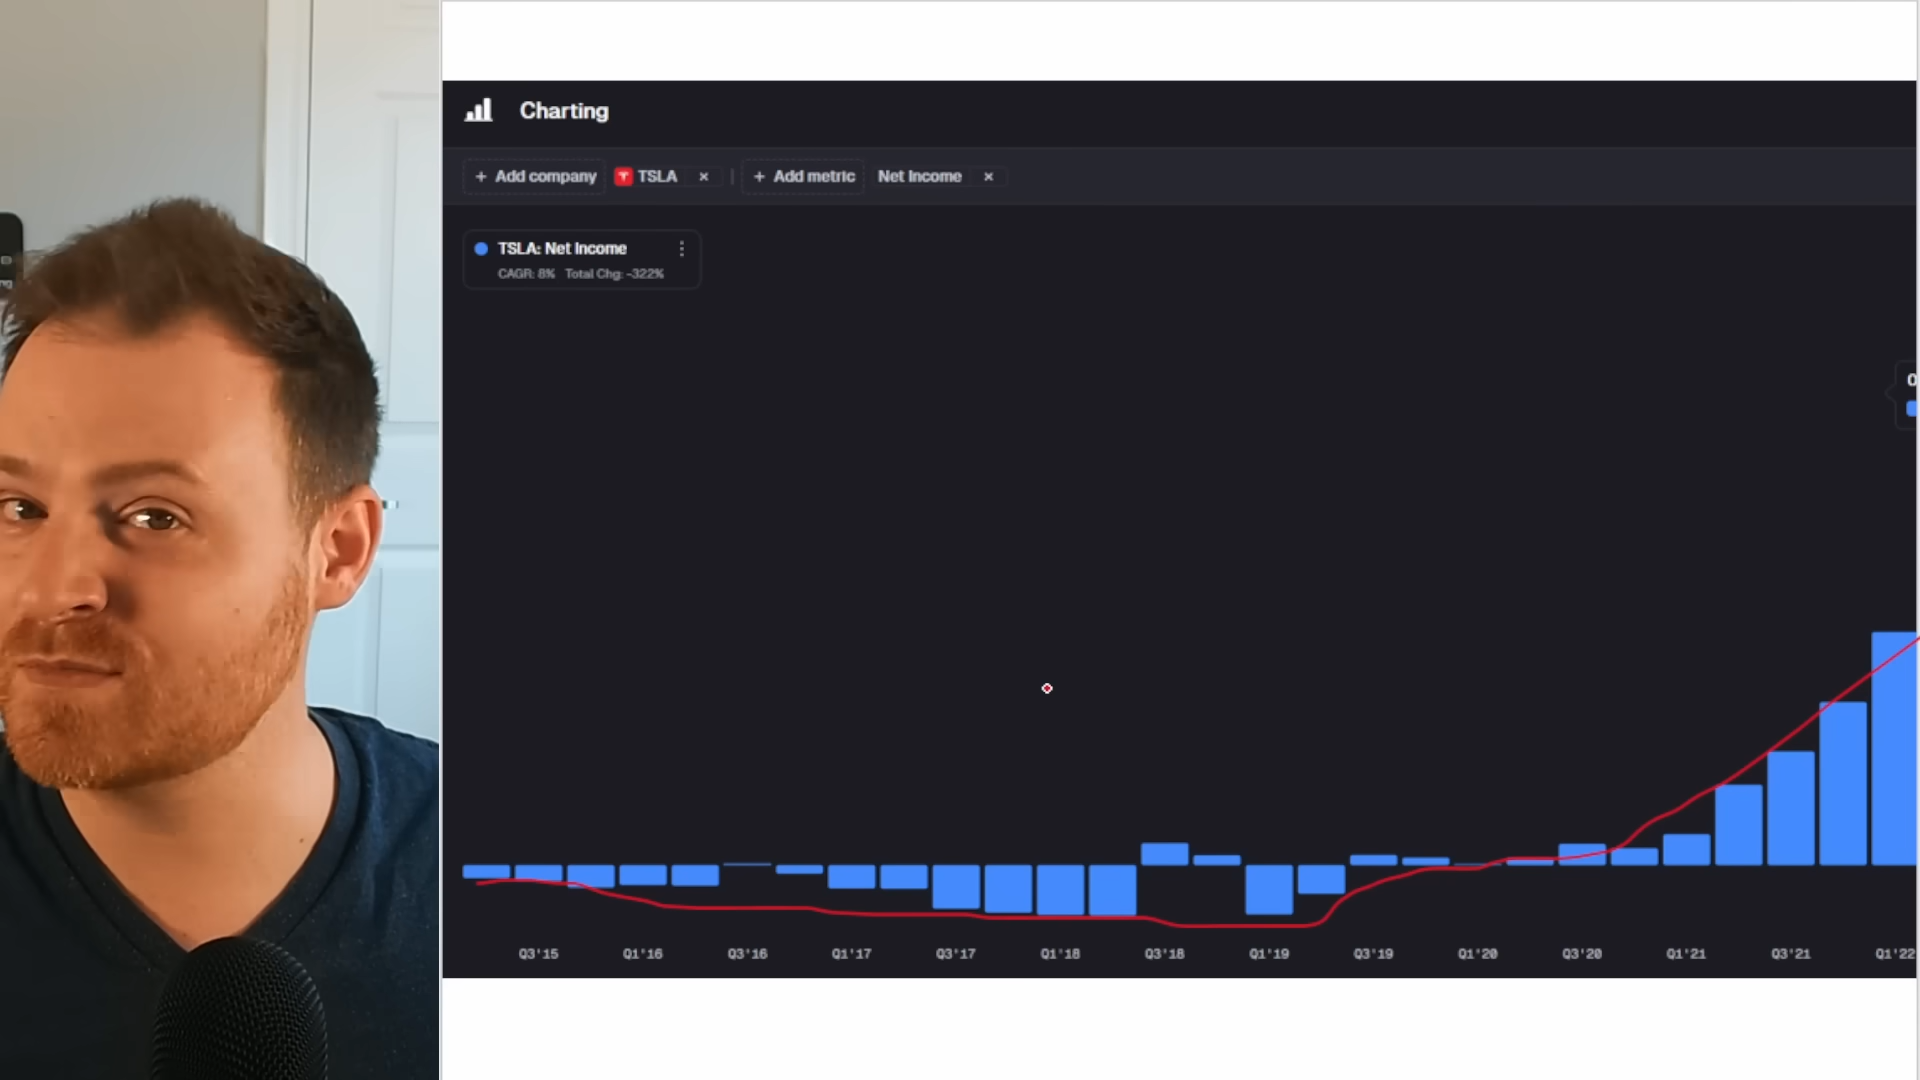 Charting
+ Add company TSLA × | + Add metric Net Income ×
TSLA: Net Income
CAGR: 8% Total Chg: -322%
Q3'15 Q1'16 Q3'16 Q1'17 Q3'17 Q1'18 Q3'18 Q1'19 Q3'19 Q1'20 Q3'20 Q1'21 Q3'21 Q1'22